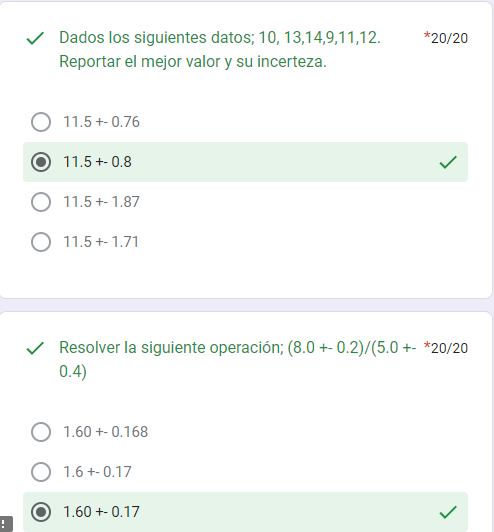 Dados los siguientes datos; 10, 13,14,9,11,12. *20/20
Reportar el mejor valor y su incerteza.
11.5 +- 0.76
11.5 +- 0.8
11.5 +- 1.87
11.5 +- 1.71
Resolver la siguiente operación; (8.0 +- 0.2)/(5.0 +- *20/20
0.4)
1.60 +- 0.168
1.6 +- 0.17
1.60 +- 0.17
!